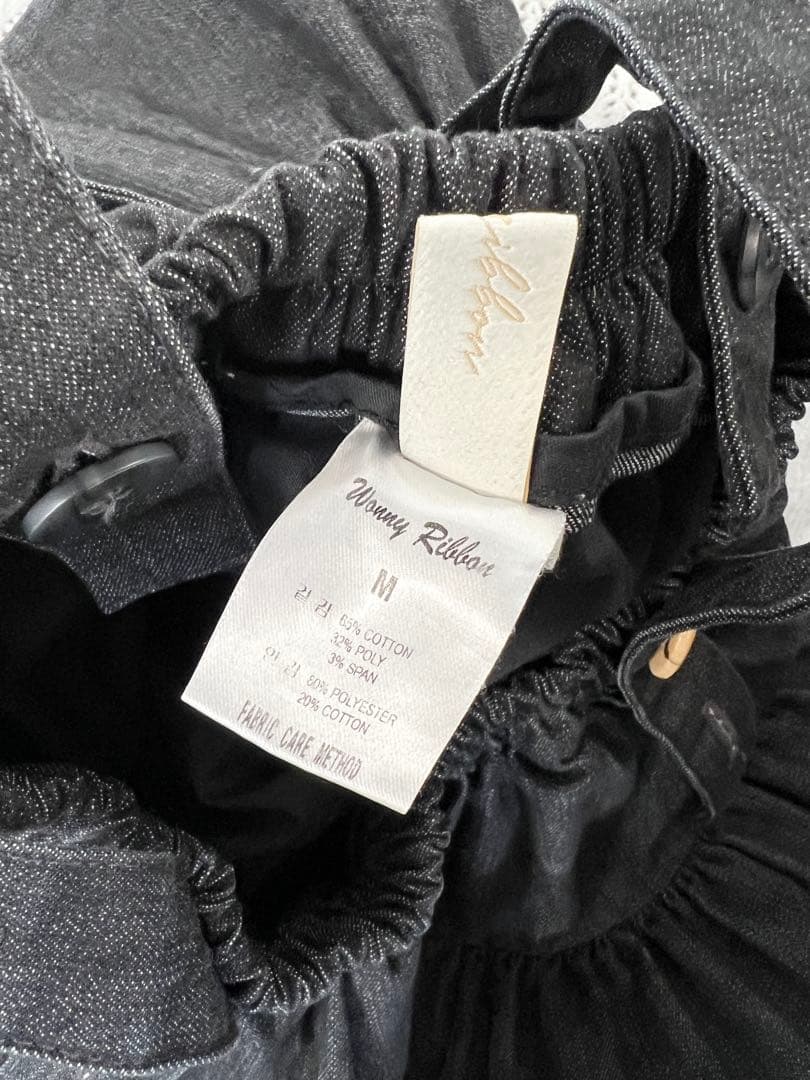 ribbon
Wonny Ribbon
M
겉 감 65% COTTON
32% POLY
3% SPAN
안 감 80% POLYESTER
20% COTTON
FABRIC CARE METHOD